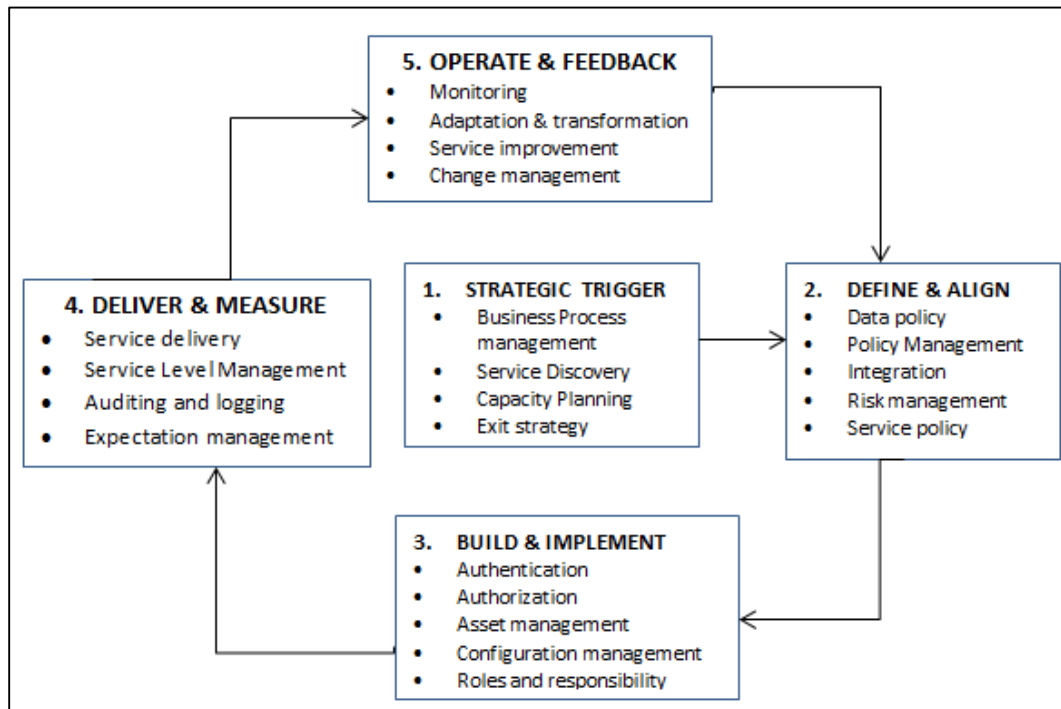 5. OPERATE & FEEDBACK
• Monitoring
• Adaptation & transformation
• Service improvement
• Change management
1. STRATEGIC TRIGGER
• Business Process
management
• Service Discovery
• Capacity Planning
• Exit strategy
2. DEFINE & ALIGN
• Data policy
• Policy Management
• Integration
• Risk management
• Service policy
3. BUILD & IMPLEMENT
• Authentication
• Authorization
• Asset management
• Configuration management
• Roles and responsibility
4. DELIVER & MEASURE
• Service delivery
• Service Level Management
• Auditing and logging
• Expectation management